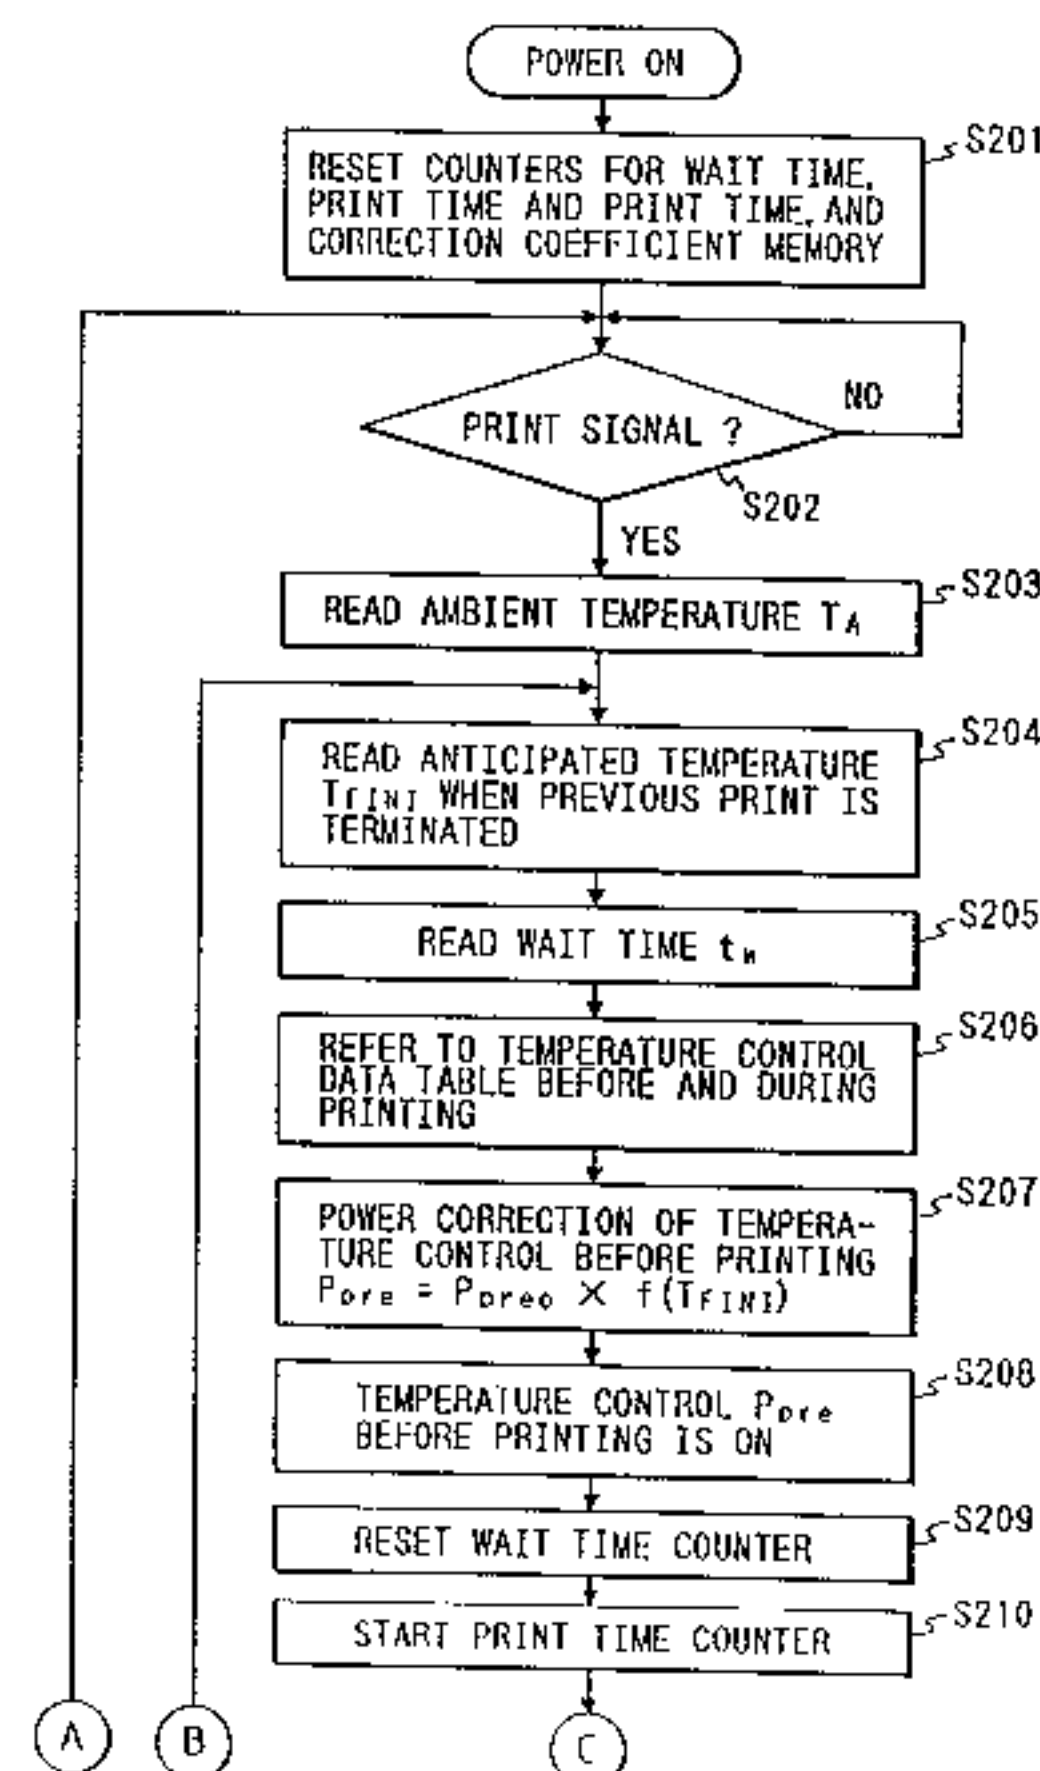 POWER ON
S201
RESET COUNTERS FOR WAIT TIME,
PRINT TIME AND PRINT TIME, AND
CORRECTION COEFFICIENT MEMORY
NO
PRINT SIGNAL ?
S202
YES
S203
READ AMBIENT TEMPERATURE TA
S204
READ ANTICIPATED TEMPERATURE
TfINI WHEN PREVIOUS PRINT IS
TERMINATED
S205
READ WAIT TIME tw
S206
REFER TO TEMPERATURE CONTROL
DATA TABLE BEFORE AND DURING
PRINTING
S207
POWER CORRECTION OF TEMPERA-
TURE CONTROL BEFORE PRINTING
Ppre = Ppreo × f(TFINI)
S208
TEMPERATURE CONTROL Ppre
BEFORE PRINTING IS ON
S209
RESET WAIT TIME COUNTER
S210
START PRINT TIME COUNTER
A
B
C